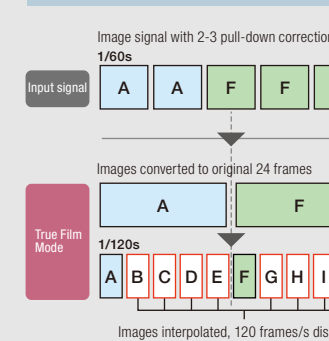 Image signal with 2-3 pull-down correction
1/60s
Input signal
A A F F
Images converted to original 24 frames
A F
True Film
Mode
1/120s
A B C D E F G H I
Images interpolated, 120 frames/s dis